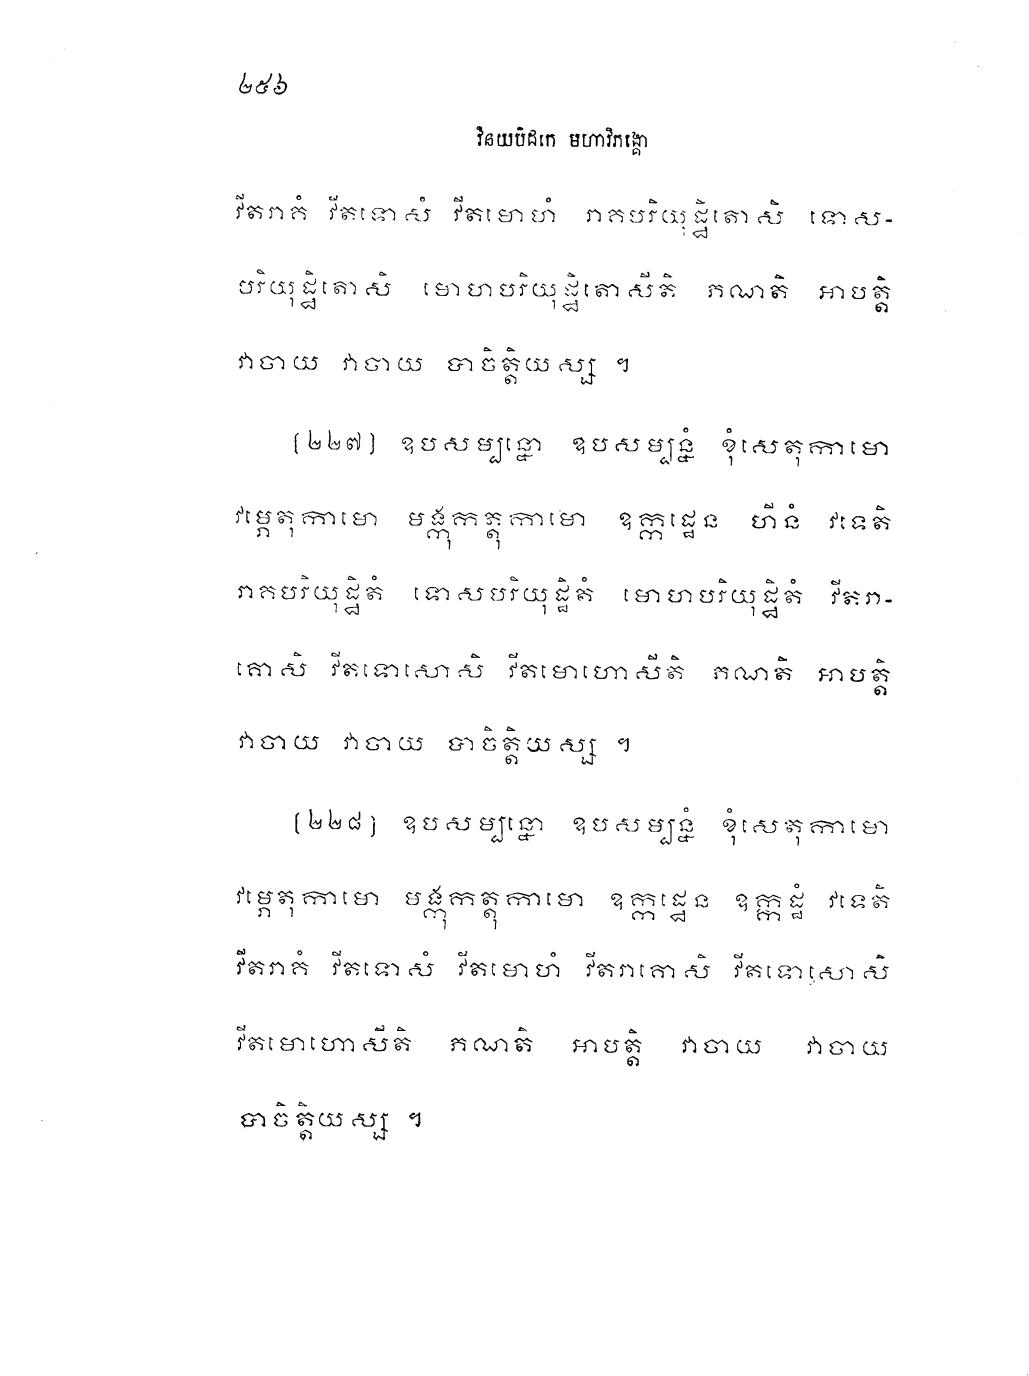 ២៥៦
វិនយបិដកេ មហាវិភង្គោ
វីតរាគំ វីតទោសំ វីតមោហំ រាគបរិយុដ្ឋិតោសិ ទោស-
បរិយុដ្ឋិតោសិ មោហបរិយុដ្ឋិតោសីតិ ភណតិ អាបត្តិ
វាចាយ វាចាយ បាចិត្តិយស្ស ។
(២២៧) ឧបសម្បន្នោ ឧបសម្បន្នំ ខុំសេតុកាមោ
វម្ភេតុកាមោ មង្កុកត្តុកាមោ ឧក្កដ្ឋេន ហីនំ វទេតិ
រាគបរិយុដ្ឋិតំ ទោសបរិយុដ្ឋិតំ មោហបរិយុដ្ឋិតំ វីតរា-
គោសិ វីតទោសោសិ វីតមោហោសីតិ ភណតិ អាបត្តិ
វាចាយ វាចាយ បាចិត្តិយស្ស ។
(២២៨) ឧបសម្បន្នោ ឧបសម្បន្នំ ខុំសេតុកាមោ
វម្ភេតុកាមោ មង្កុកត្តុកាមោ ឧក្កដ្ឋេន ឧក្កដ្ឋំ វទេតិ
វីតរាគំ វីតទោសំ វីតមោហំ វីតរាគោសិ វីតទោសោសិ
វីតមោហោសីតិ ភណតិ អាបត្តិ វាចាយ វាចាយ
បាចិត្តិយស្ស ។